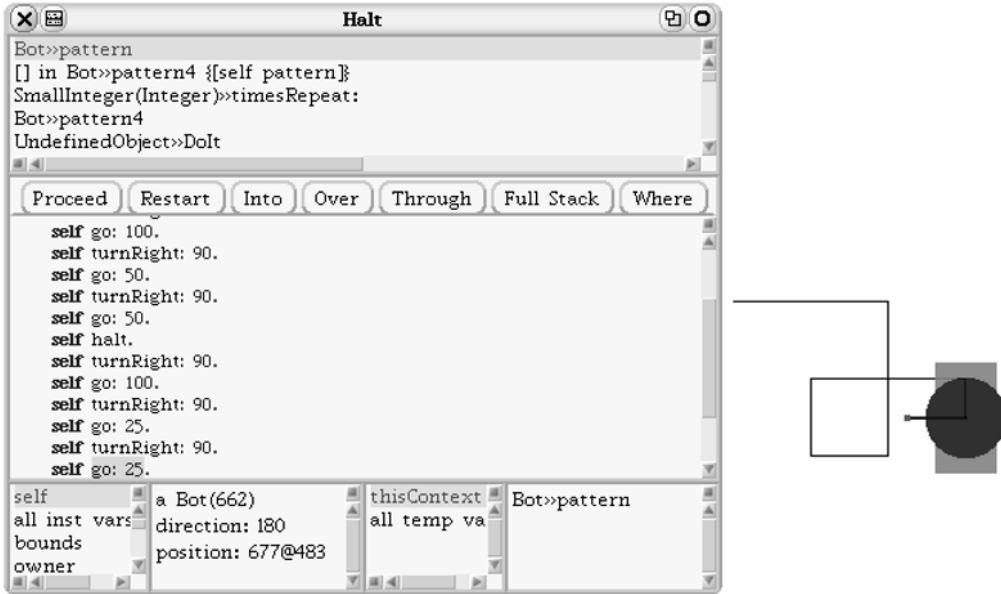 Halt
Bot»pattern
[] in Bot»pattern4 {[self pattern]}
SmallInteger(Integer)»timesRepeat:
Bot»pattern4
UndefinedObject»DoIt
Proceed Restart Into Over Through Full Stack Where
self go: 100.
self turnRight: 90.
self go: 50.
self turnRight: 90.
self go: 50.
self halt.
self turnRight: 90.
self go: 100.
self turnRight: 90.
self go: 25.
self turnRight: 90.
self go: 25.
self
all inst vars
bounds
owner
a Bot(662)
direction: 180
position: 677@483
thisContext
all temp va
Bot»pattern